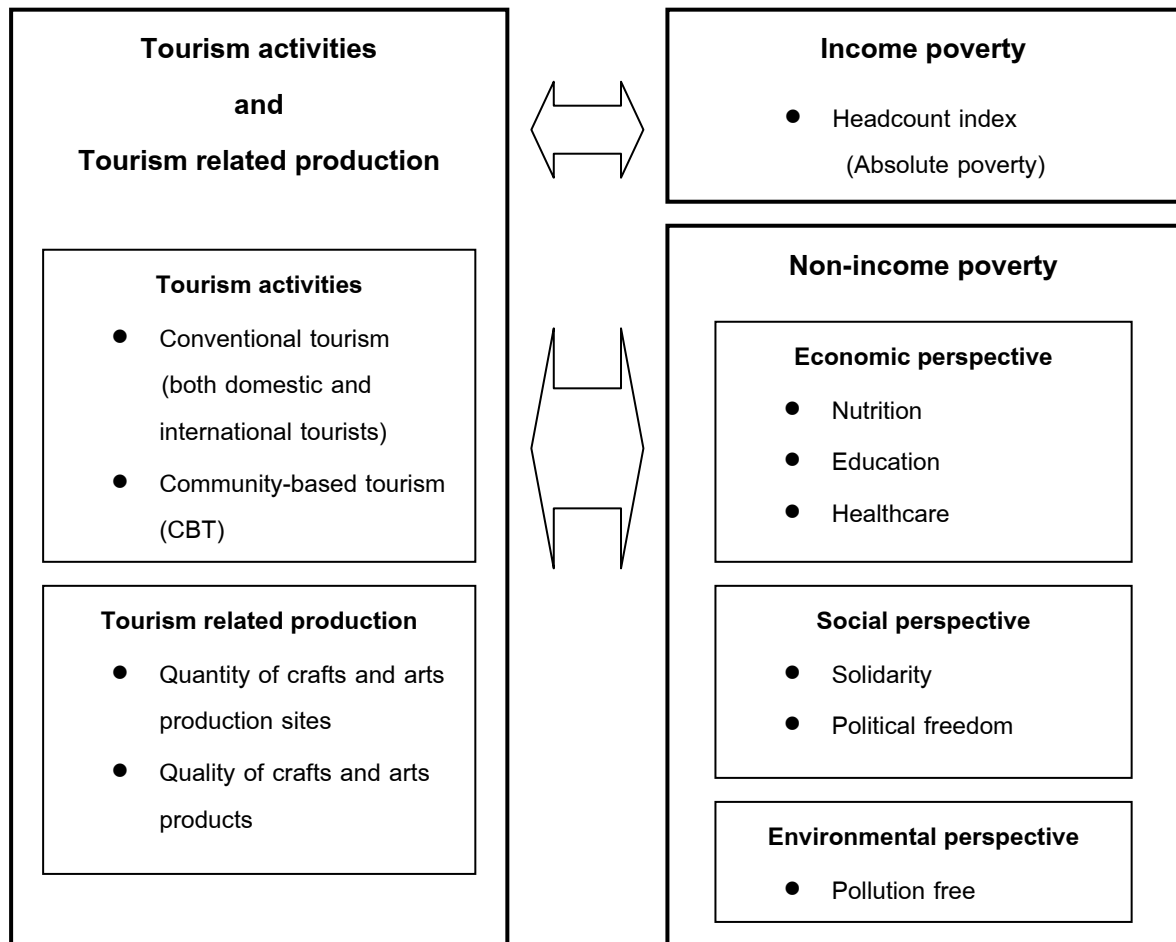 Tourism activities
and
Tourism related production
Tourism activities
● Conventional tourism
(both domestic and
international tourists)
● Community-based tourism
(CBT)
Tourism related production
● Quantity of crafts and arts
production sites
● Quality of crafts and arts
products
Income poverty
● Headcount index
(Absolute poverty)
Non-income poverty
Economic perspective
● Nutrition
● Education
● Healthcare
Social perspective
● Solidarity
● Political freedom
Environmental perspective
● Pollution free